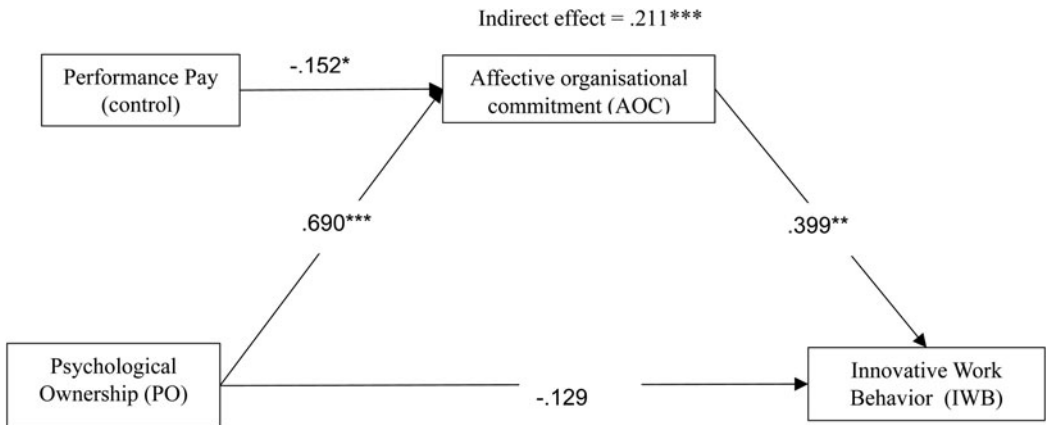 Indirect effect = .211***
Performance Pay
(control)
-.152*
Affective organisational
commitment (AOC)
.690***
.399**
Psychological
Ownership (PO)
-.129
Innovative Work
Behavior (IWB)